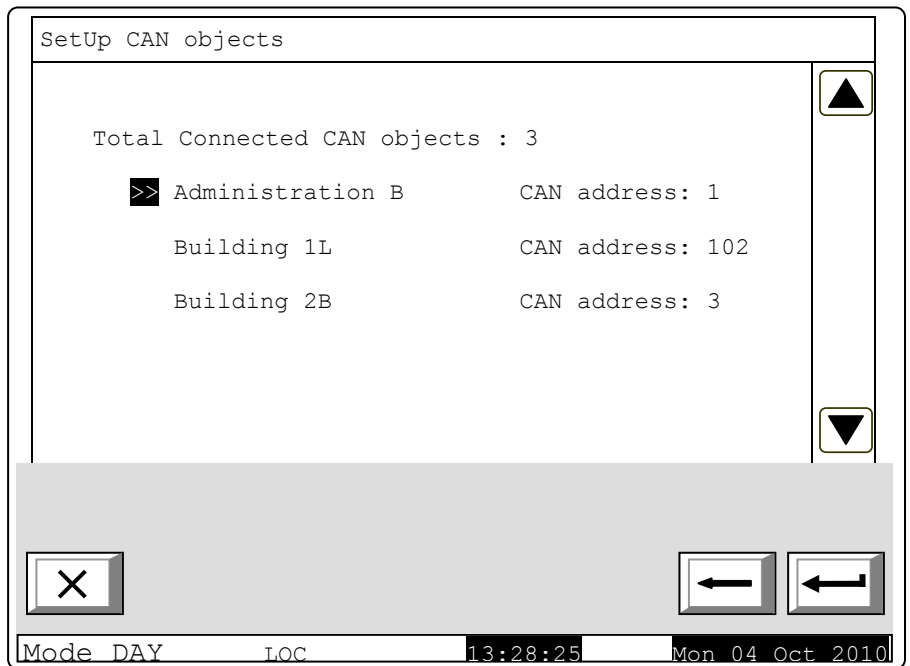 SetUp CAN objects
Total Connected CAN objects : 3
>> Administration B CAN address: 1
Building 1L CAN address: 102
Building 2B CAN address: 3
Mode DAY LOC 13:28:25 Mon 04 Oct 2010